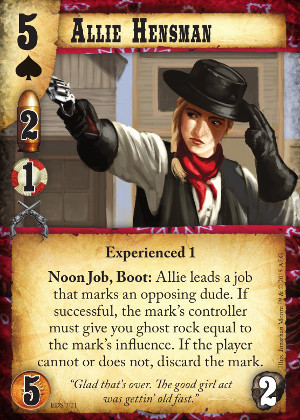 5
ALLIE HENSMAN
2
1
Experienced 1
Noon Job, Boot: Allie leads a job
that marks an opposing dude. If
successful, the mark's controller
must give you ghost rock equal to
the mark's influence. If the player
cannot or does not, discard the mark.
5
"Glad that's over. The good girl act
was gettin' old fast."
2